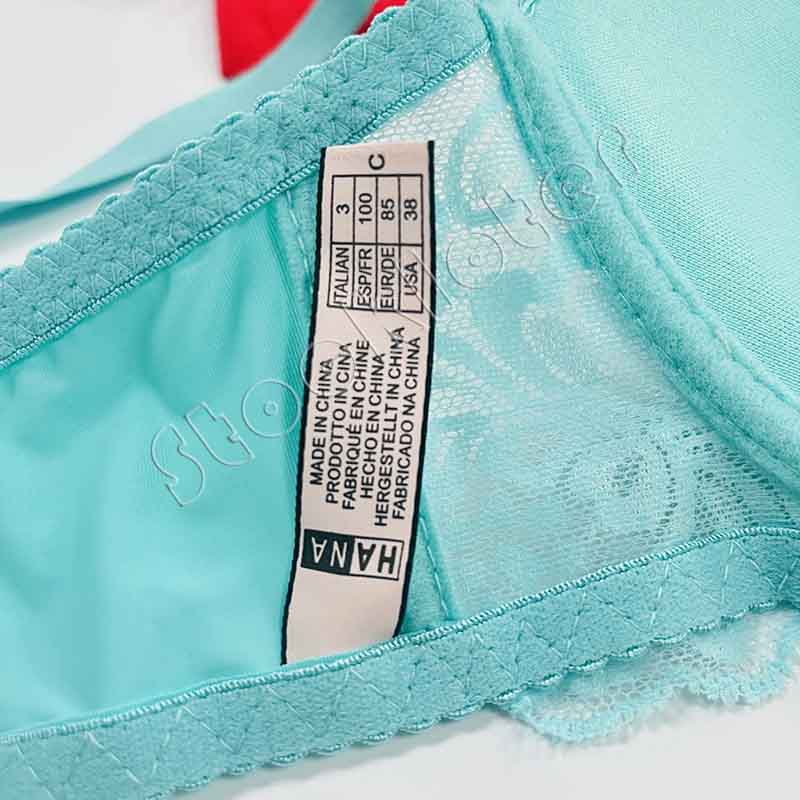 C
ITALIAN 3
ESP/FR 100
EUR/DE 85
USA 38
MADE IN CHINA
PRODOTTO IN CINA
FABRIQUÉ EN CHINE
HECHO EN CHINA
HERGESTELLT IN CHINA
FABRICADO NA CHINA
HANA